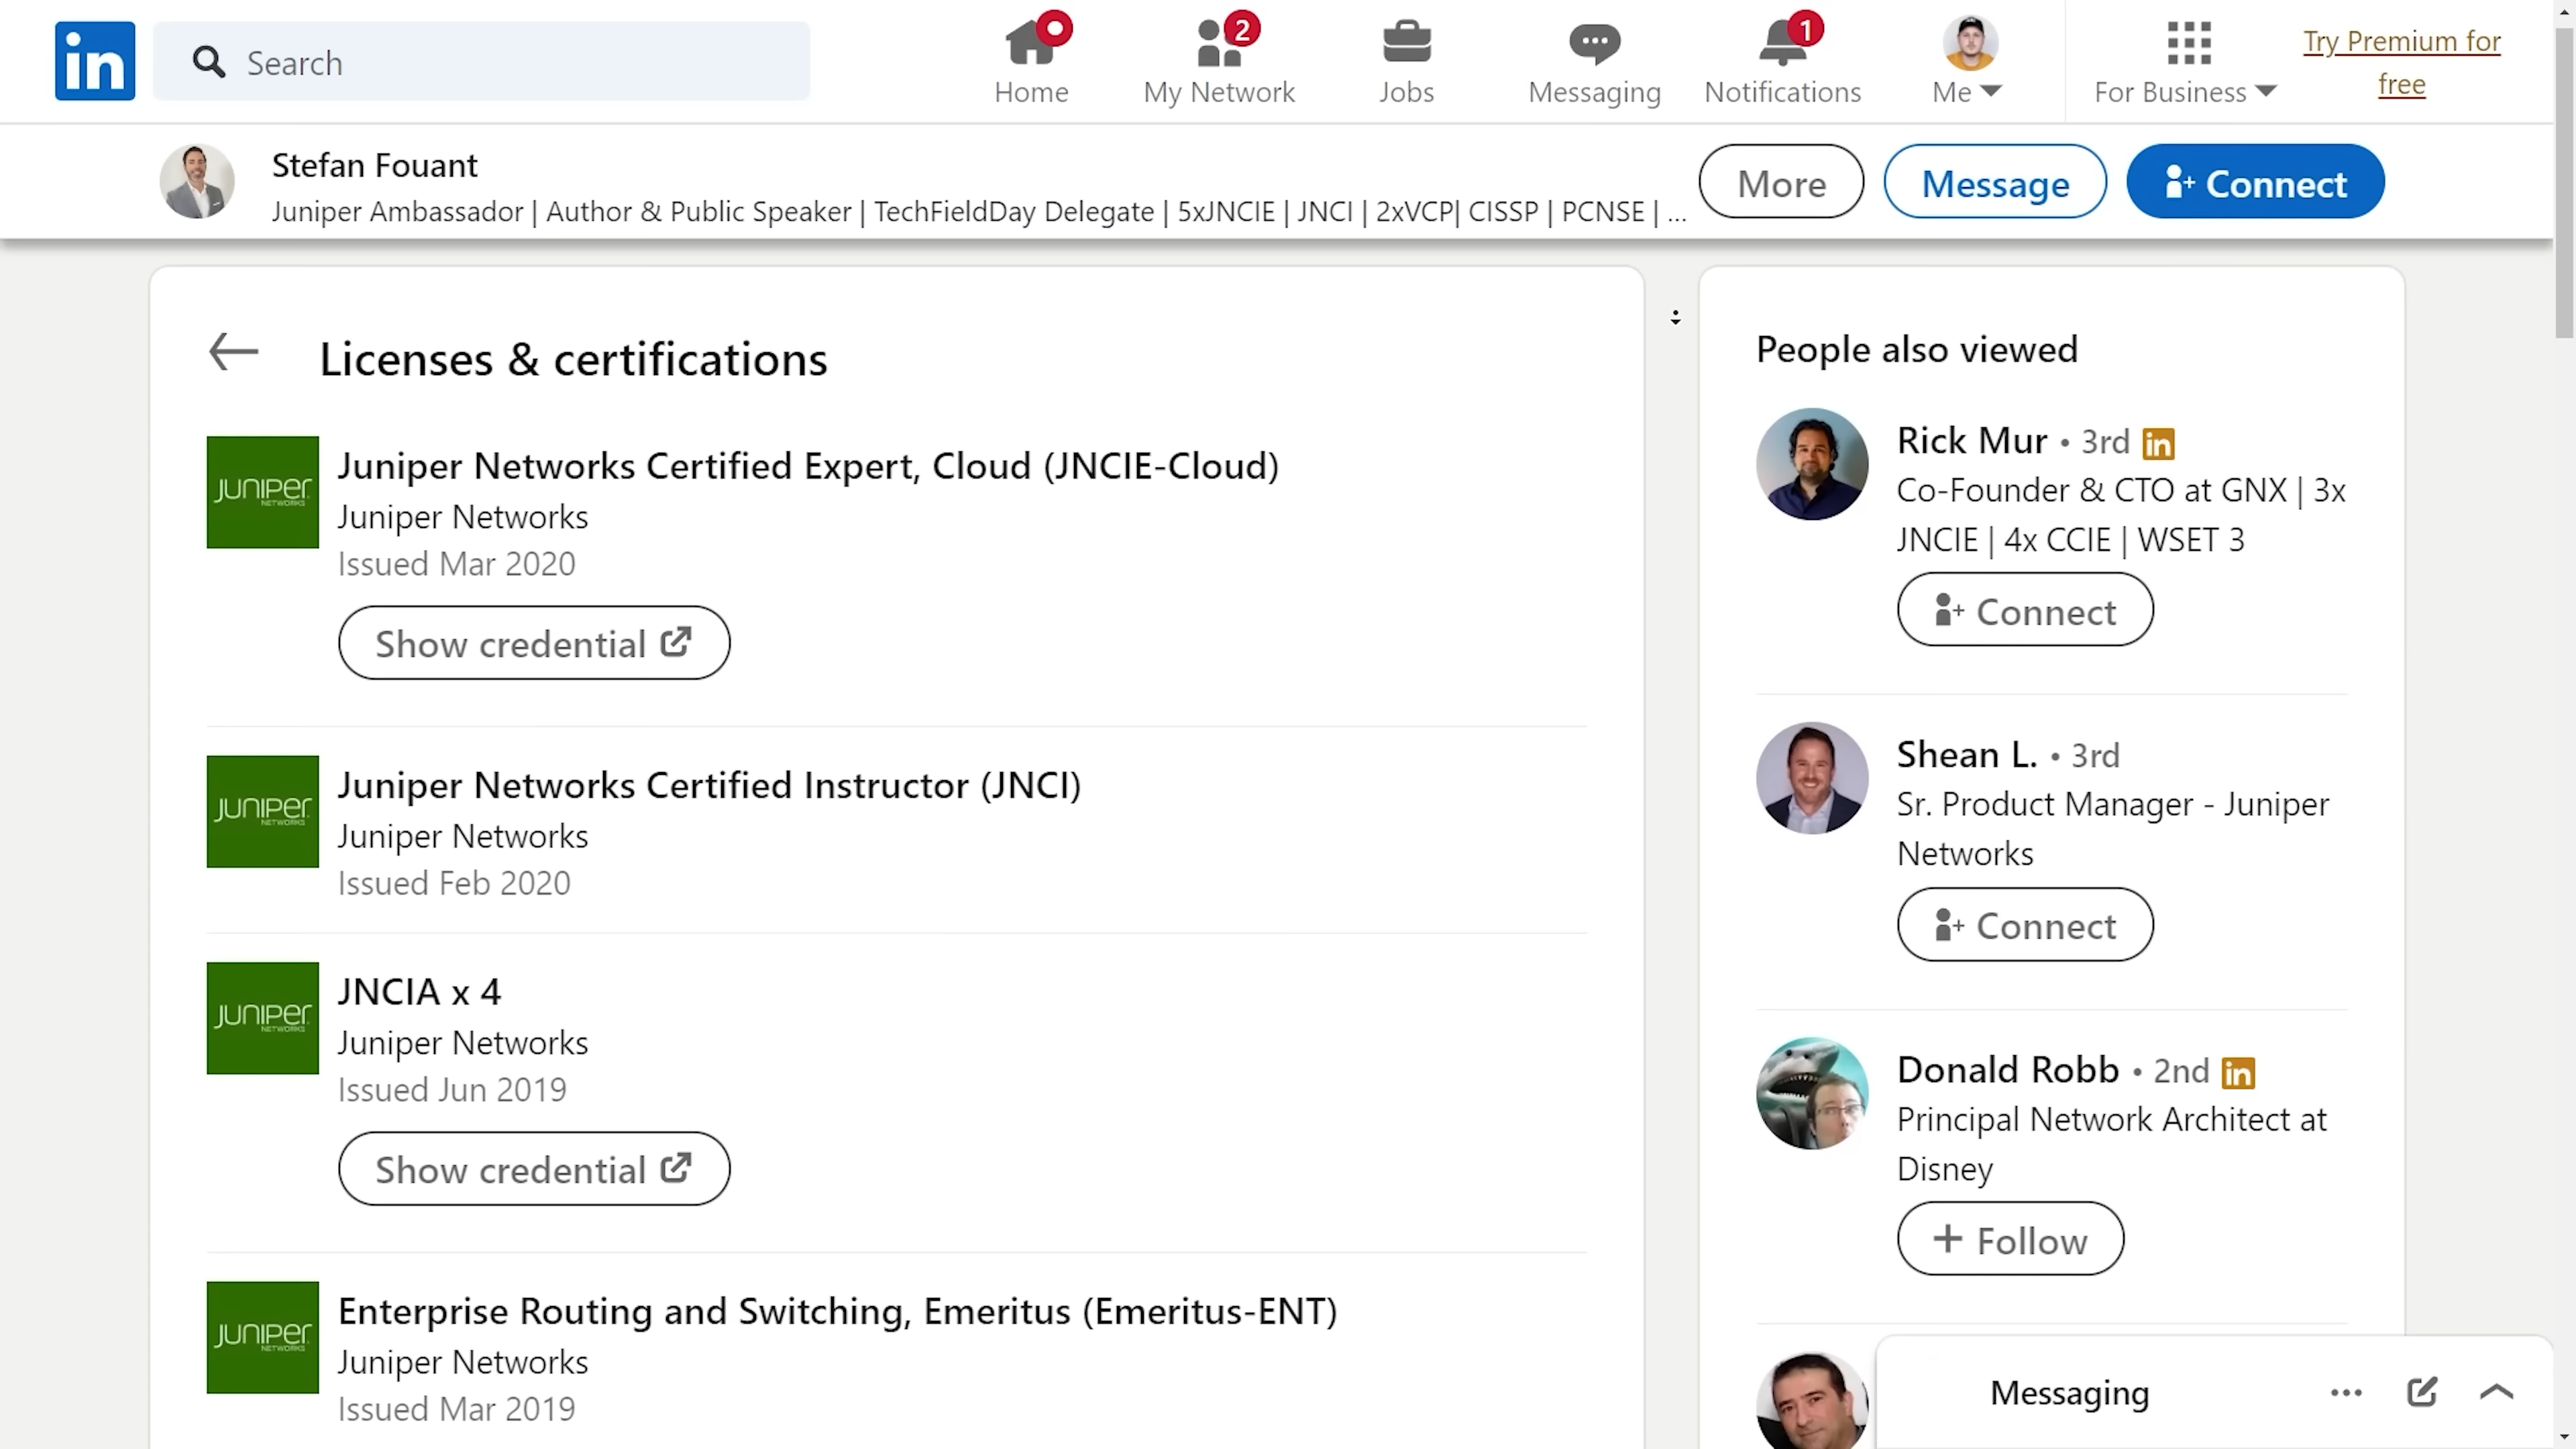 in
Search
Home
2
My Network
Jobs
Messaging
1
Notifications
Me
For Business
Try Premium for
free
Stefan Fouant
Juniper Ambassador | Author & Public Speaker | TechFieldDay Delegate | 5xJNCIE | JNCI | 2xVCP| CISSP | PCNSE | ...
More
Message
Connect
Licenses & certifications
JUNIPER
NETWORKS
Juniper Networks Certified Expert, Cloud (JNCIE-Cloud)
Juniper Networks
Issued Mar 2020
Show credential
JUNIPER
NETWORKS
Juniper Networks Certified Instructor (JNCI)
Juniper Networks
Issued Feb 2020
JUNIPER
NETWORKS
JNCIA x 4
Juniper Networks
Issued Jun 2019
Show credential
JUNIPER
NETWORKS
Enterprise Routing and Switching, Emeritus (Emeritus-ENT)
Juniper Networks
Issued Mar 2019
People also viewed
Rick Mur • 3rd in
Co-Founder & CTO at GNX | 3x
JNCIE | 4x CCIE | WSET 3
Connect
Shean L. • 3rd
Sr. Product Manager - Juniper
Networks
Connect
Donald Robb • 2nd in
Principal Network Architect at
Disney
+ Follow
Messaging